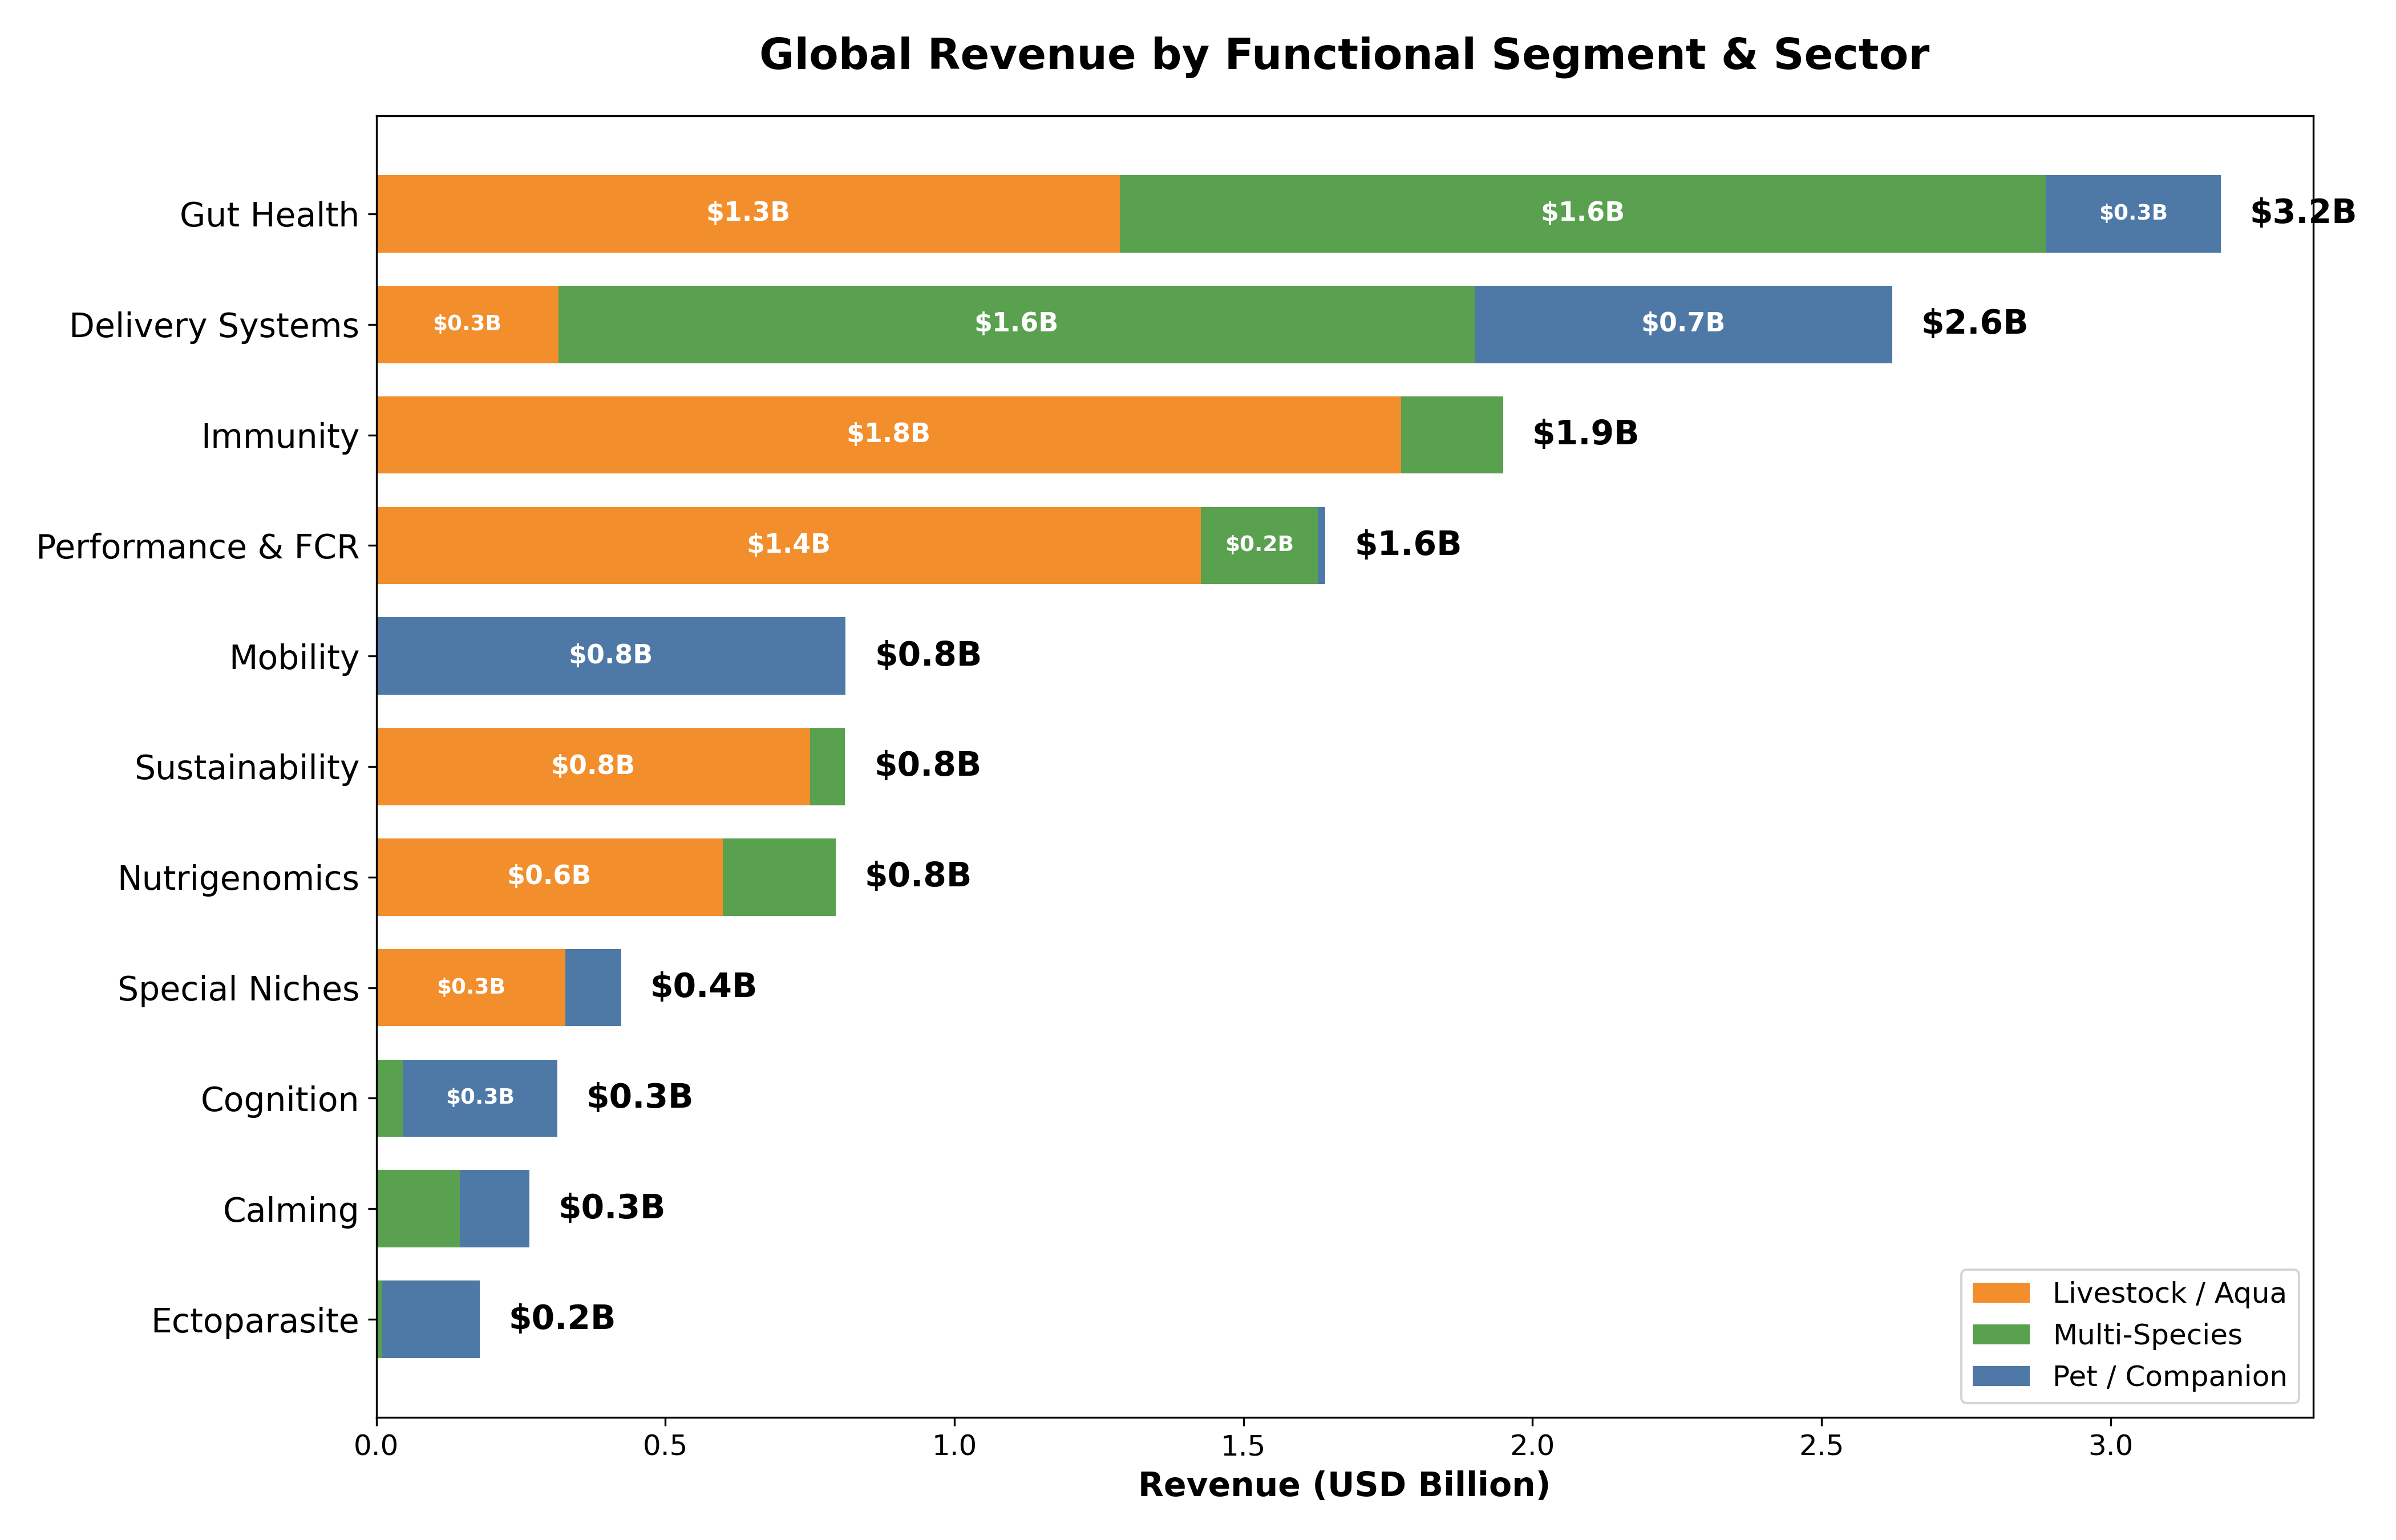 Global Revenue by Functional Segment & Sector
Gut Health $1.3B $1.6B $0.3B $3.2B
Delivery Systems $0.3B $1.6B $0.7B $2.6B
Immunity $1.8B $1.9B
Performance & FCR $1.4B $0.2B $1.6B
Mobility $0.8B $0.8B
Sustainability $0.8B $0.8B
Nutrigenomics $0.6B $0.8B
Special Niches $0.3B $0.4B
Cognition $0.3B $0.3B
Calming $0.3B
Ectoparasite $0.2B
Livestock / Aqua
Multi-Species
Pet / Companion
0.0 0.5 1.0 1.5 2.0 2.5 3.0
Revenue (USD Billion)